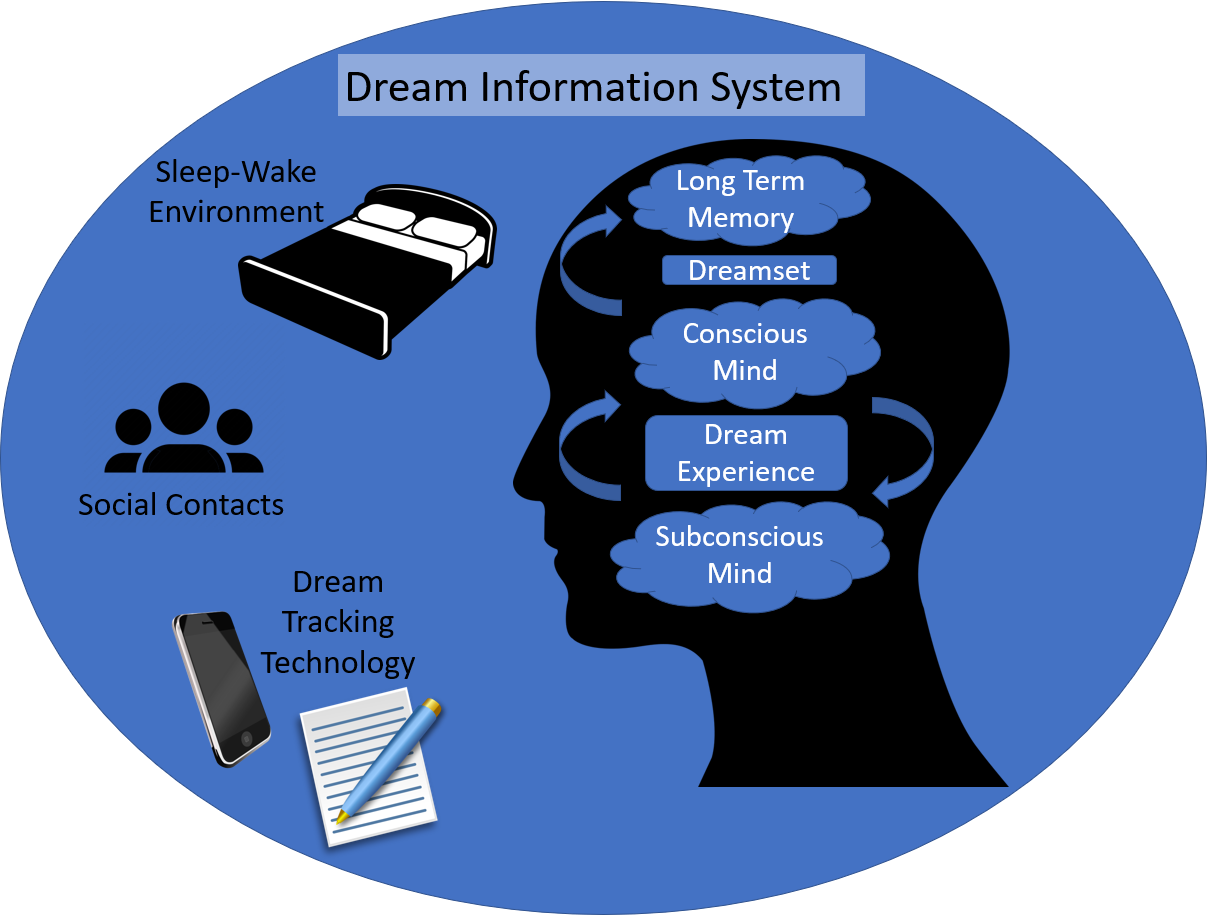 Dream Information System
Sleep-Wake
Environment
Long Term
Memory
Dreamset
Conscious
Mind
Dream
Experience
Social Contacts
Subconscious
Mind
Dream
Tracking
Technology